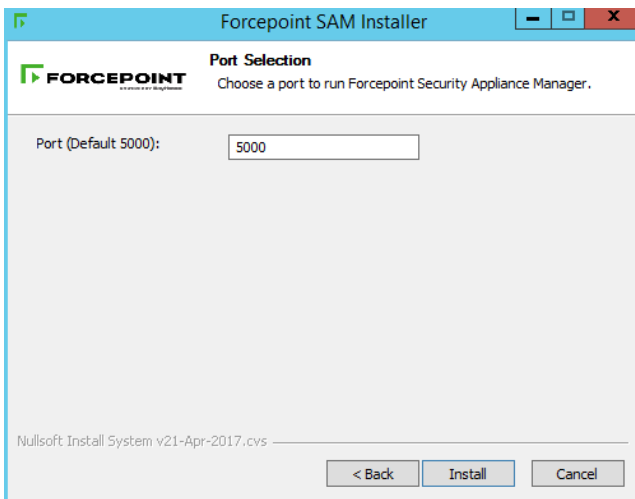 Forcepoint SAM Installer
FORCEPOINT
Port Selection
Choose a port to run Forcepoint Security Appliance Manager.
Port (Default 5000):
5000
Nullsoft Install System v21-Apr-2017.cvs
< Back
Install
Cancel